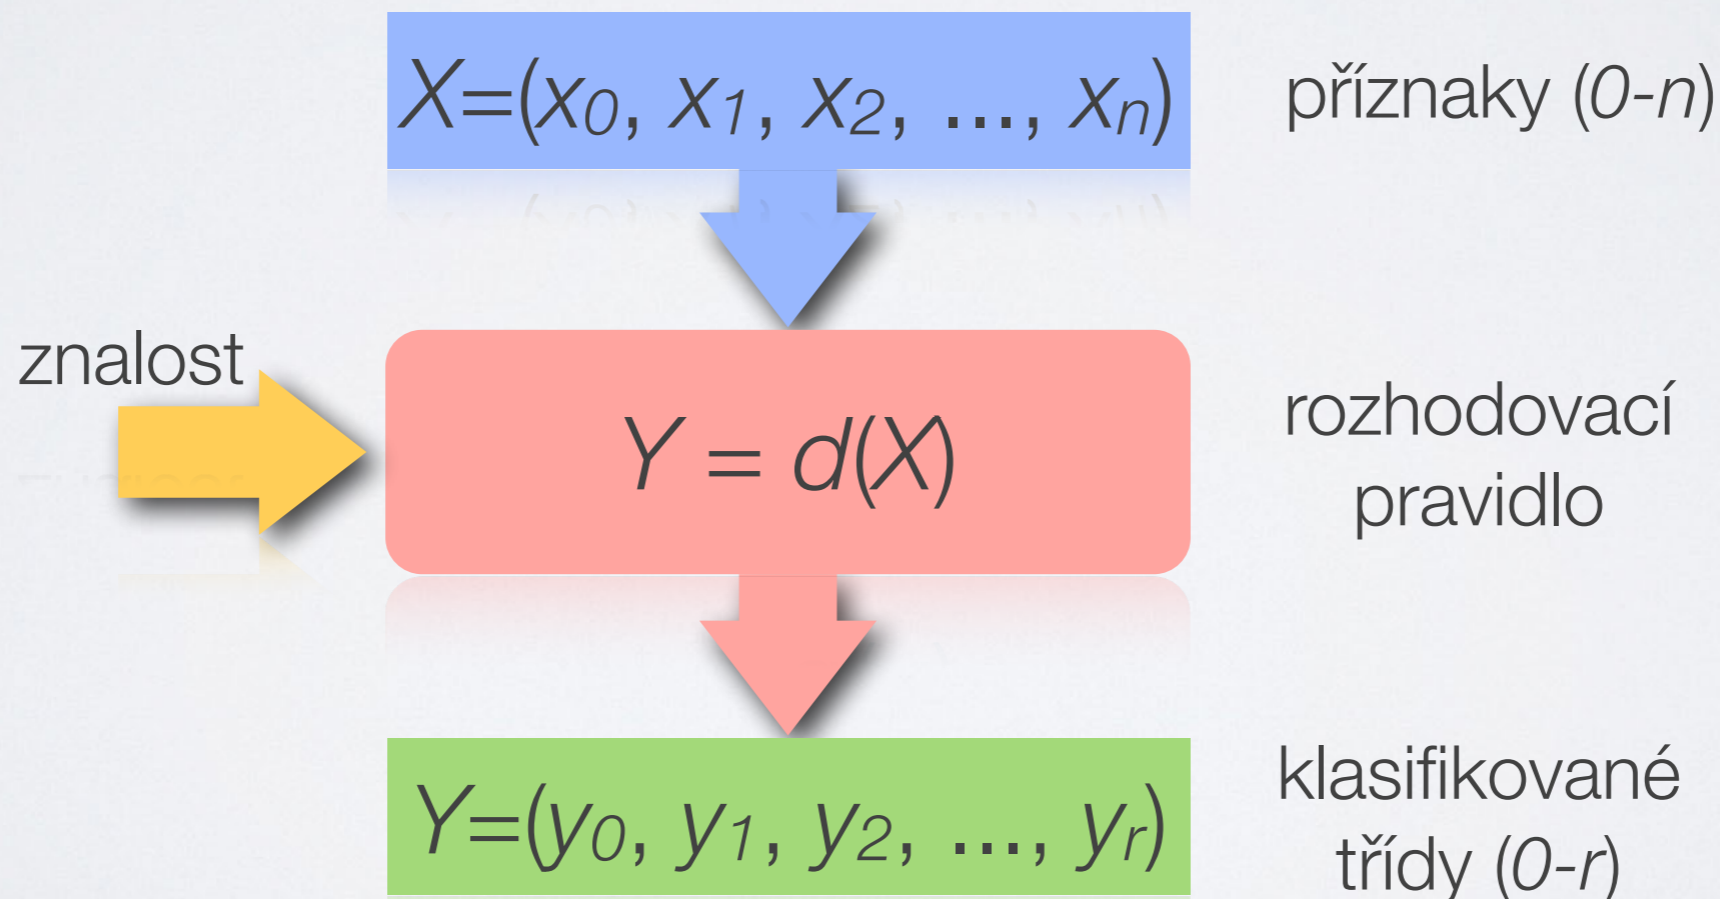 X=(x₀, x₁, x₂, ..., xₙ)
příznaky (0-n)
znalost
Y = d(X)
rozhodovací
pravidlo
Y=(y₀, y₁, y₂, ..., yᵣ)
klasifikované
třídy (0-r)